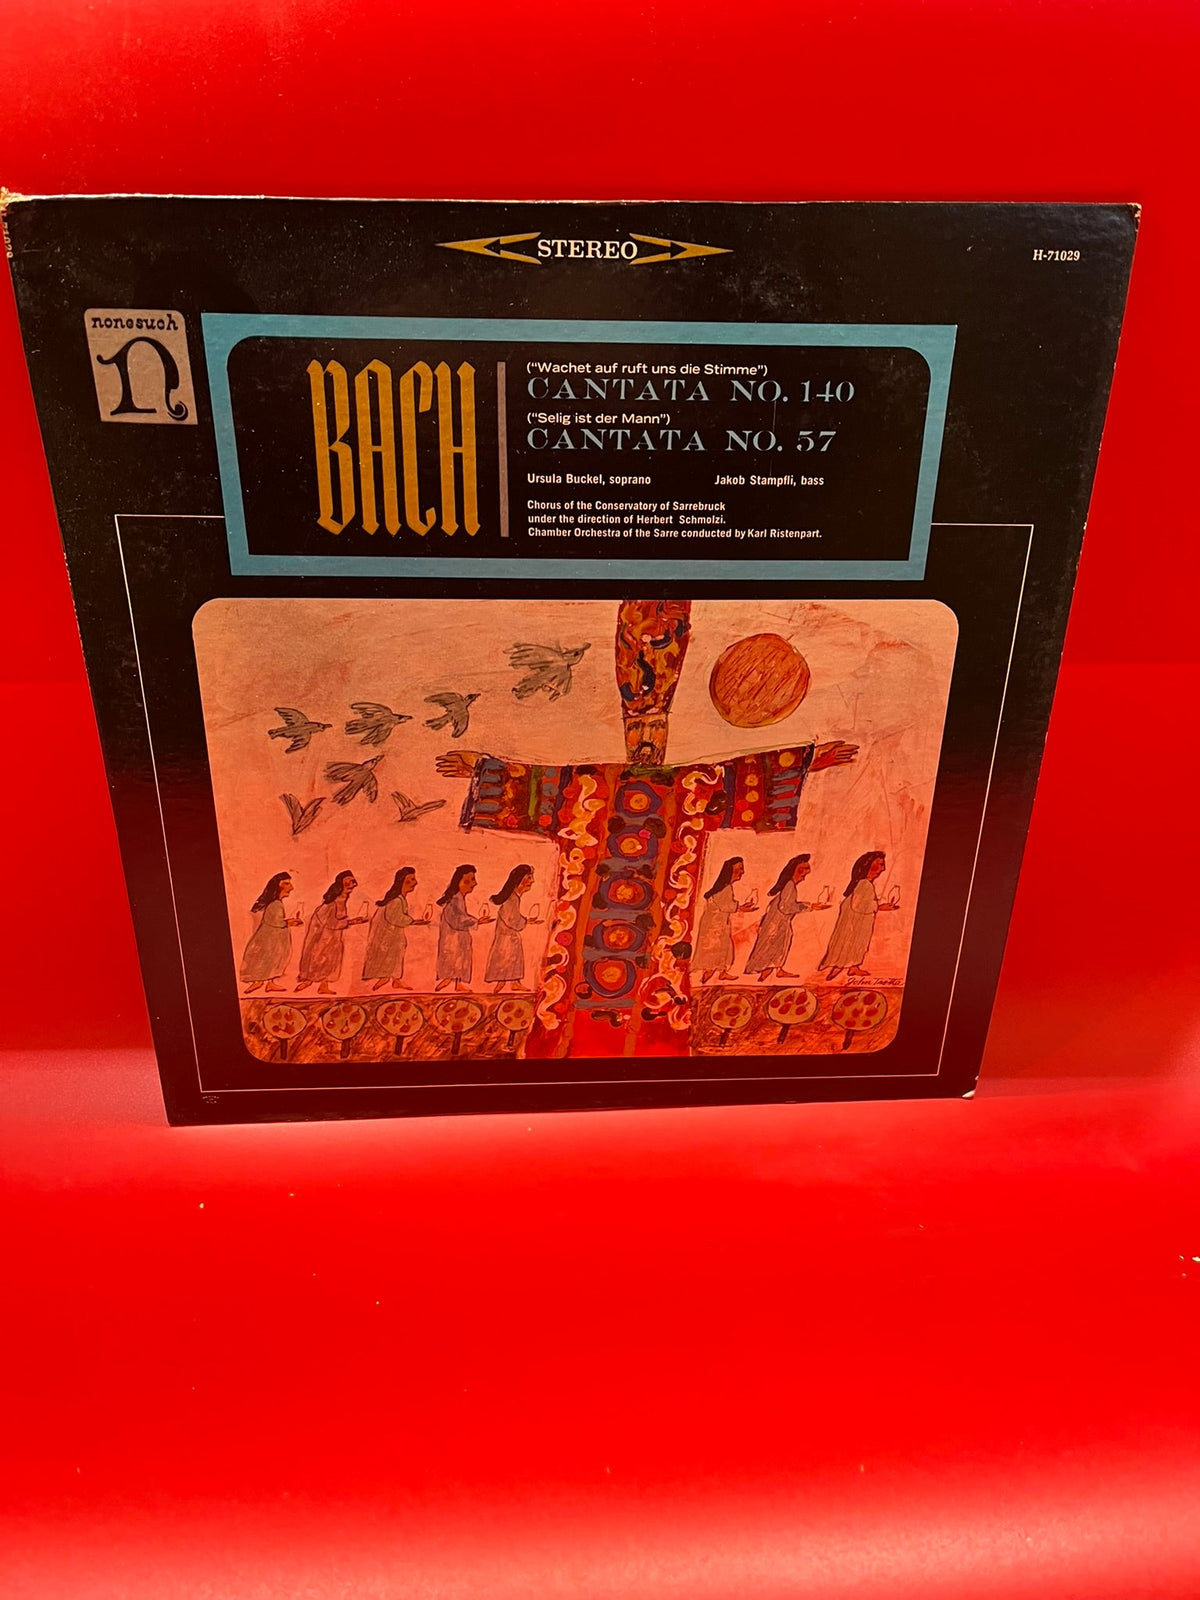 STEREO
H-71029
nonesuch
n
BACH
("Wachet auf ruft uns die Stimme")
CANTATA NO. 140
("Selig ist der Mann")
CANTATA NO. 57
Ursula Buckel, soprano Jakob Stampfli, bass
Chorus of the Conservatory of Sarrebruck
under the direction of Herbert Schmolzi.
Chamber Orchestra of the Sarre conducted by Karl Ristenpart.